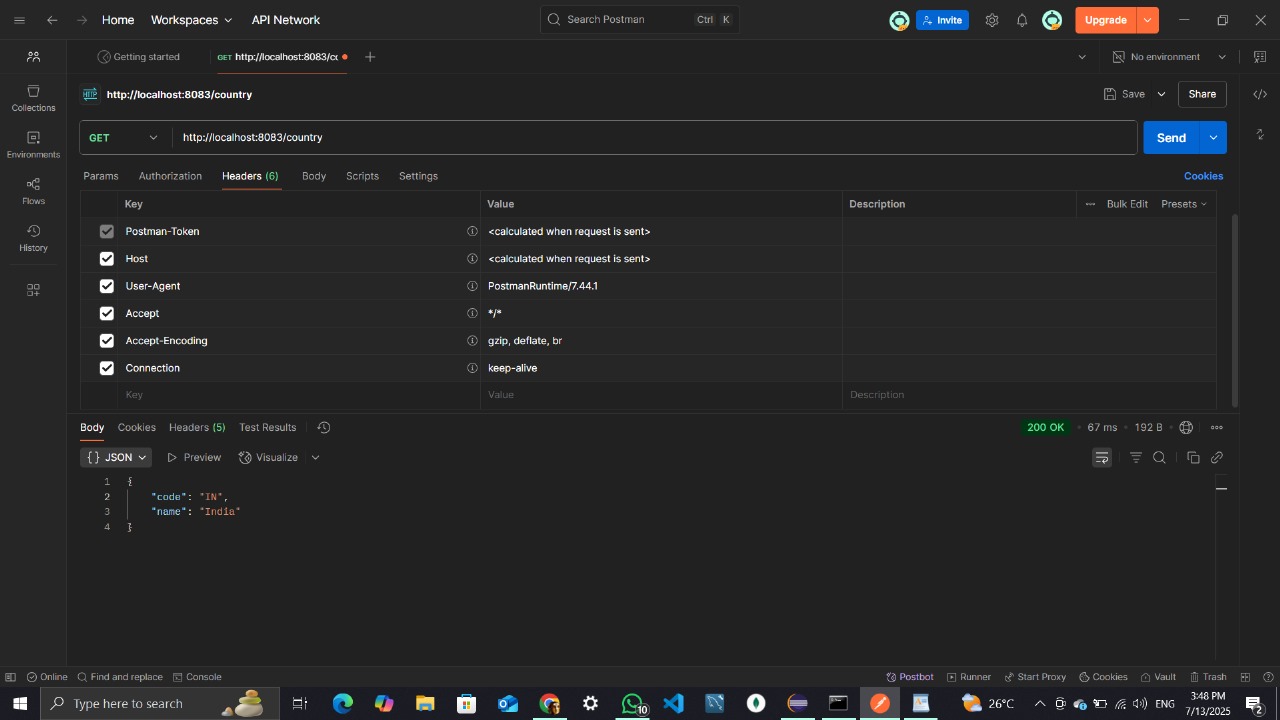 Home Workspaces API Network Search Postman Ctrl K Invite Upgrade
Getting started GET http://localhost:8083/co No environment
HTTP http://localhost:8083/country Save Share
Collections
Environments
Flows
History
GET http://localhost:8083/country Send
Params Authorization Headers (6) Body Scripts Settings Cookies
Key Value Description Bulk Edit Presets
Postman-Token <calculated when request is sent>
Host <calculated when request is sent>
User-Agent PostmanRuntime/7.44.1
Accept */*
Accept-Encoding gzip, deflate, br
Connection keep-alive
Key Value Description
Body Cookies Headers (5) Test Results 200 OK • 67 ms • 192 B •
{} JSON Preview Visualize
1 {
2 "code": "IN",
3 "name": "India"
4 }
Online Find and replace Console Postbot Runner Start Proxy Cookies Vault Trash
Type here to search 10 26°C ENG 3:48 PM
7/13/2025 2